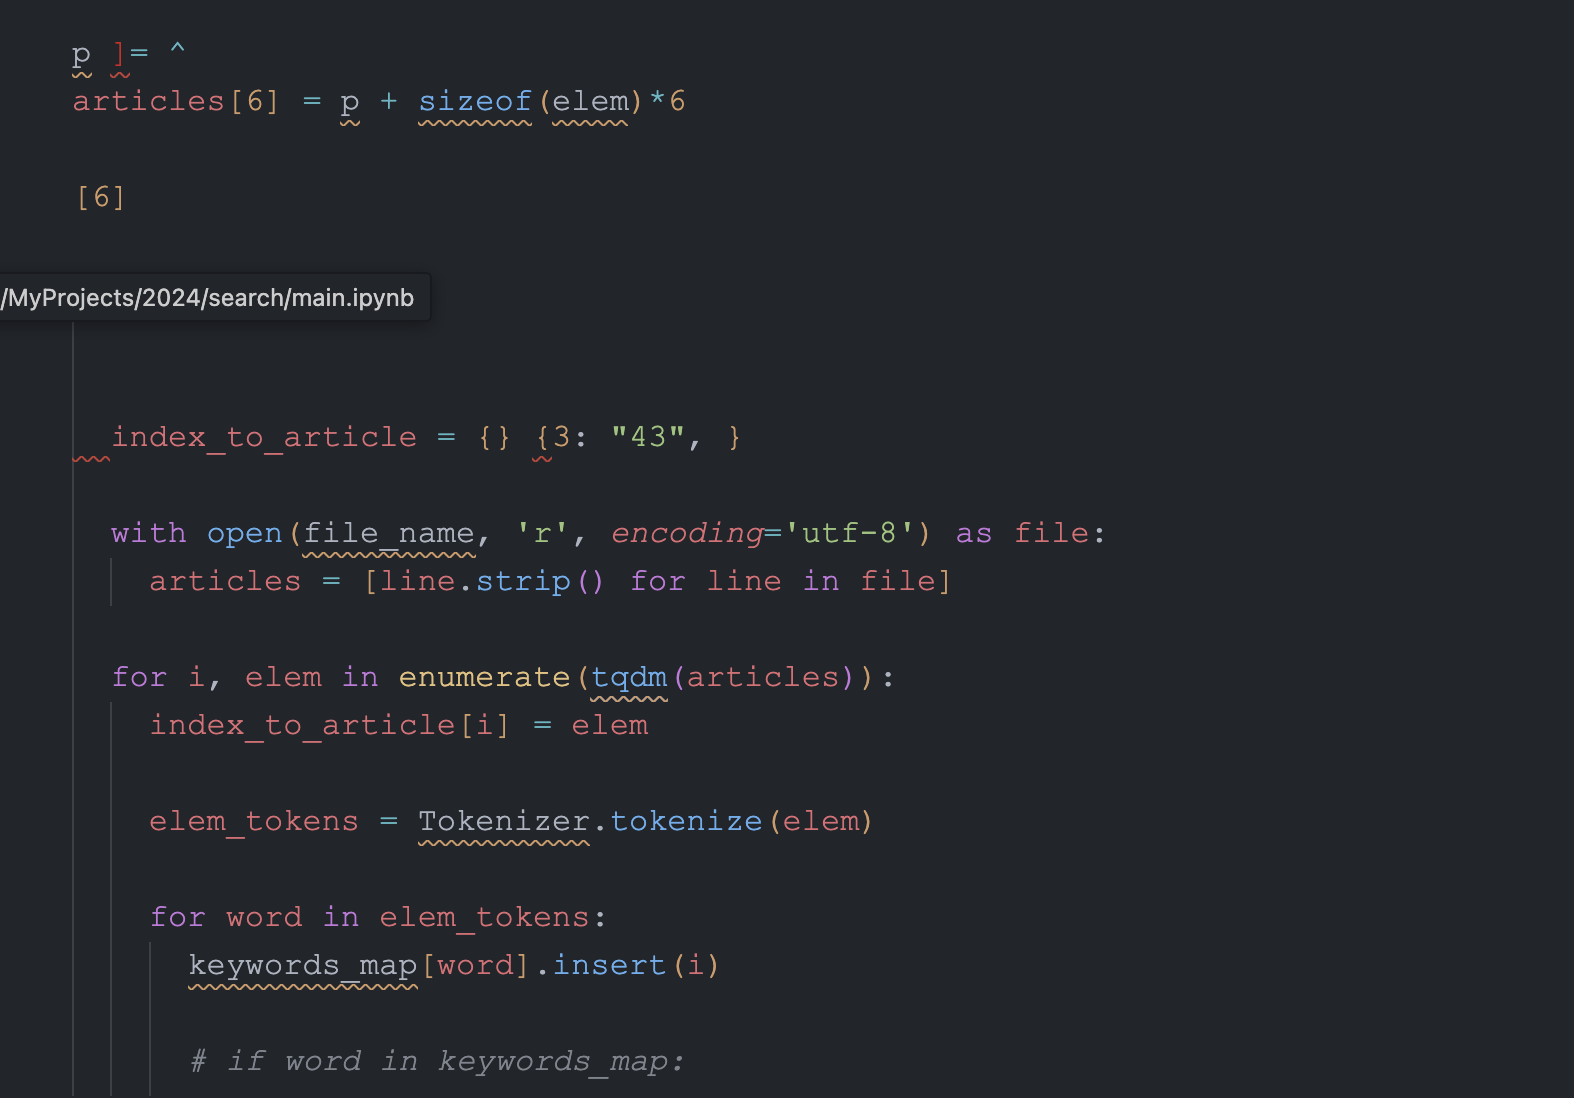 p ]= ^
articles[6] = p + sizeof(elem)*6
[6]
/MyProjects/2024/search/main.ipynb
index_to_article = {} {3: "43", }
with open(file_name, 'r', encoding='utf-8') as file:
articles = [line.strip() for line in file]
for i, elem in enumerate(tqdm(articles)):
index_to_article[i] = elem
elem_tokens = Tokenizer.tokenize(elem)
for word in elem_tokens:
keywords_map[word].insert(i)
# if word in keywords_map: